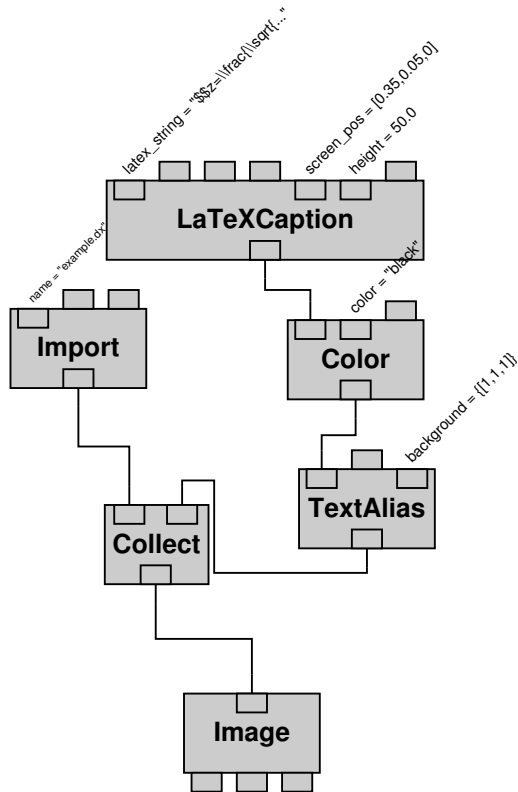 latex_string = "$$z=\\frac{\\sqrt{..."
screen_pos = [0.35,0.05,0]
height = 50.0
LaTeXCaption
name = "example.dx"
color = "black"
Import
Color
background = {[1,1,1]}
TextAlias
Collect
Image